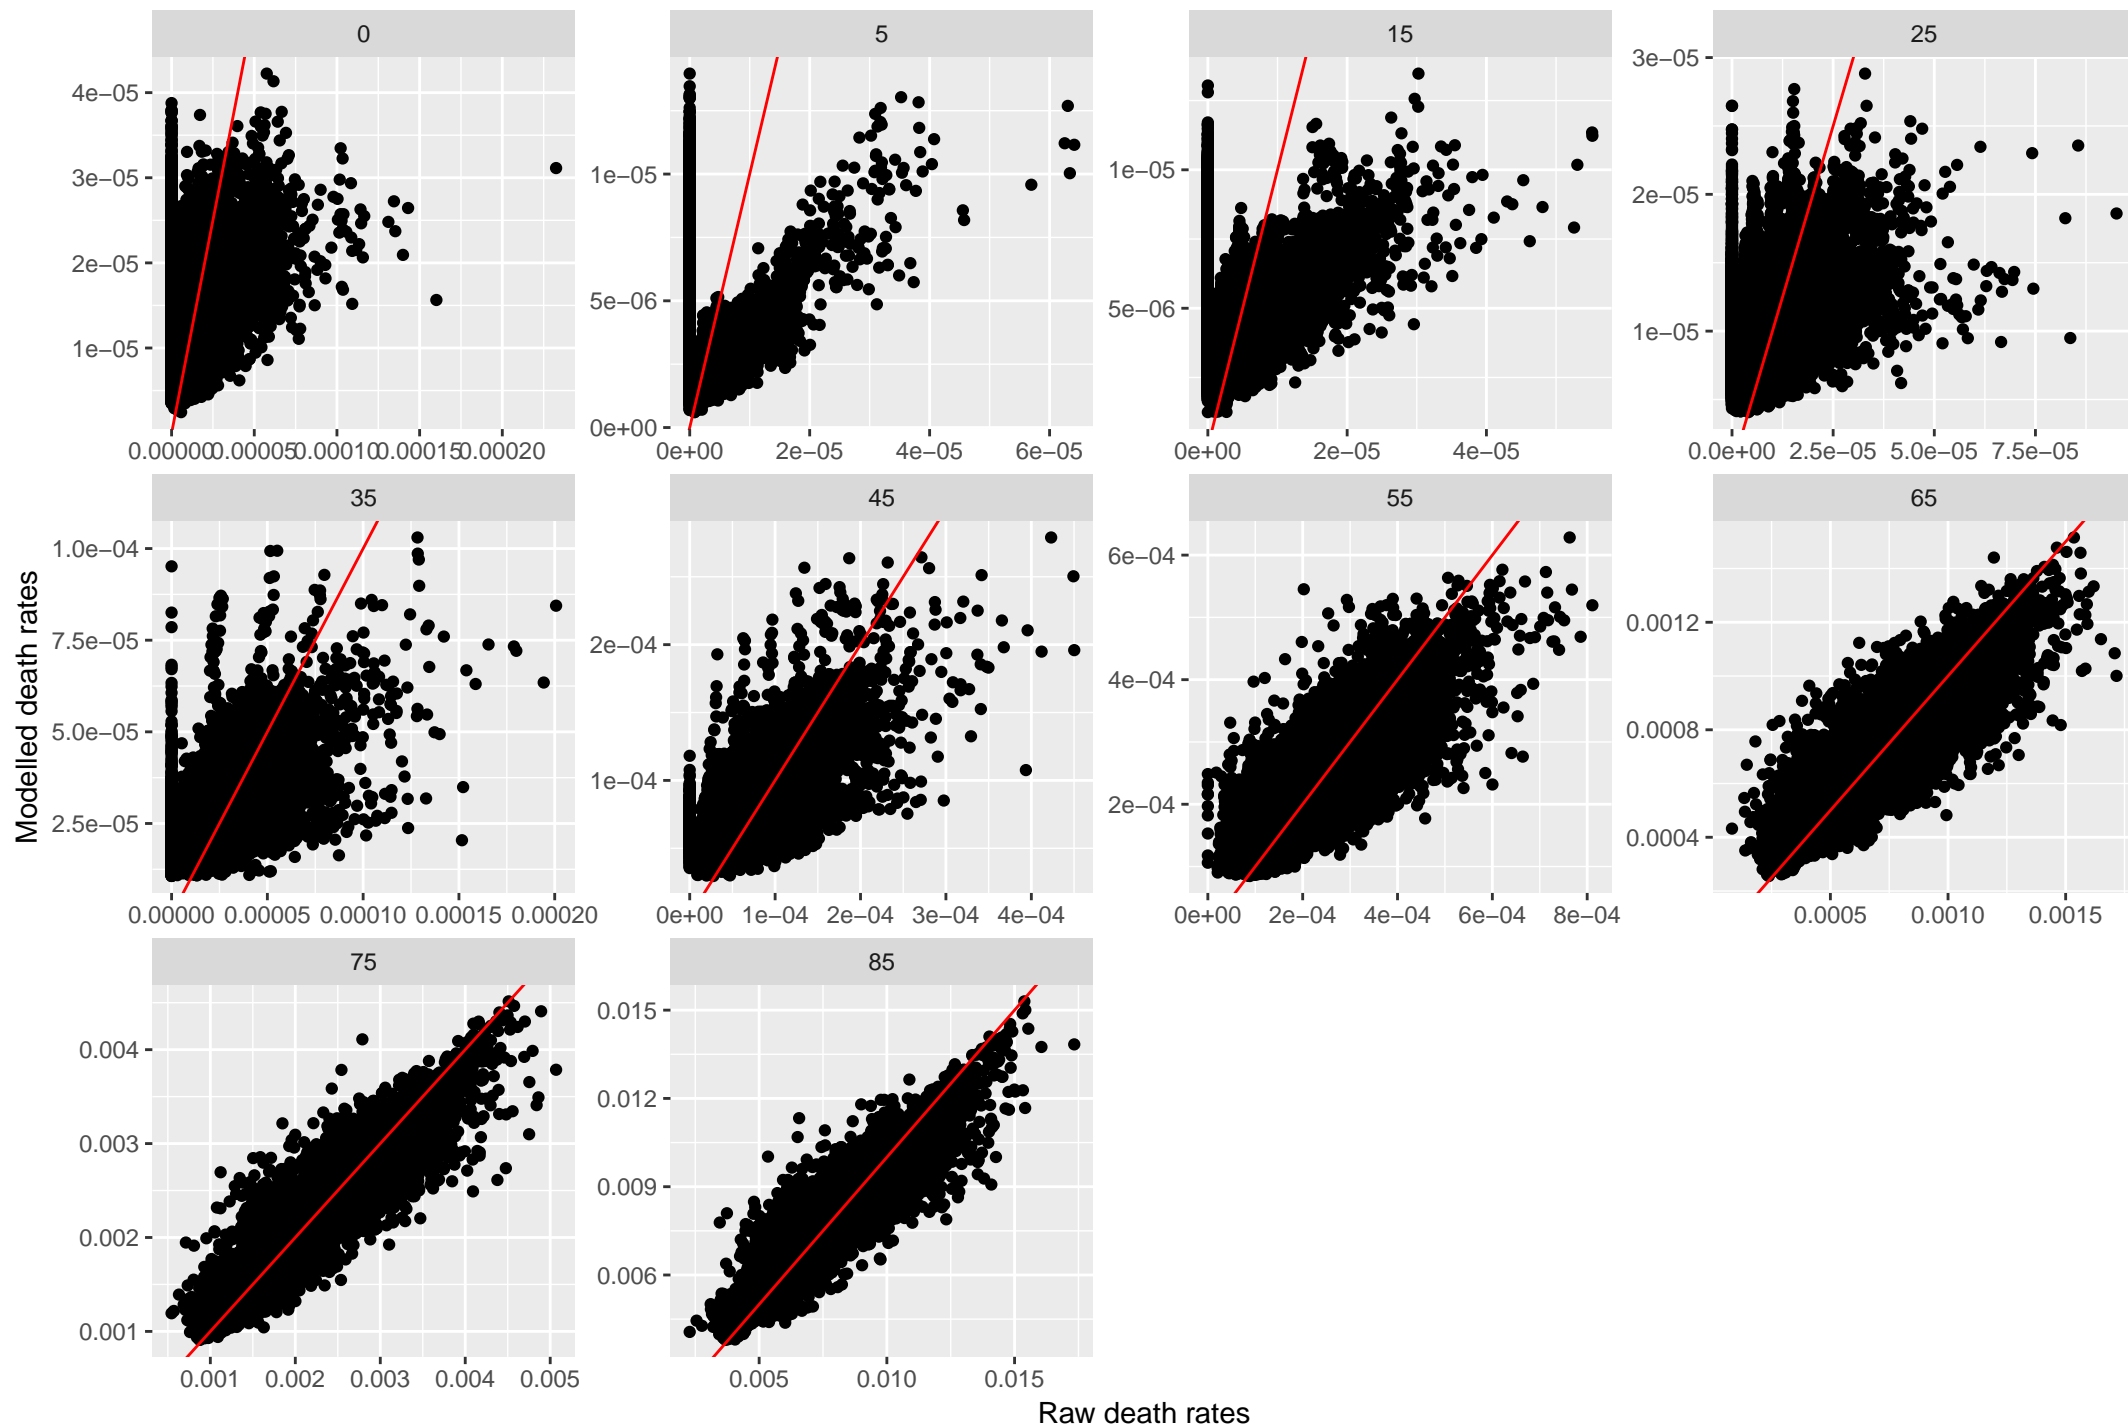 0 5 15 25
4e-05
3e-05
2e-05
1e-05
1e-05
5e-06
0e+00
1e-05
5e-06
3e-05
2e-05
1e-05
0.00000 0.00005 0.00010 0.00015 0.00020
0e+00 2e-05 4e-05 6e-05
0e+00 2e-05 4e-05
0.0e+00 2.5e-05 5.0e-05 7.5e-05
35 45 55 65
1.0e-04
7.5e-05
5.0e-05
2.5e-05
2e-04
1e-04
6e-04
4e-04
2e-04
0.0012
0.0008
0.0004
0.00000 0.00005 0.00010 0.00015 0.00020
0e+00 1e-04 2e-04 3e-04 4e-04
0e+00 2e-04 4e-04 6e-04 8e-04
0.0005 0.0010 0.0015
75 85
0.004
0.003
0.002
0.001
0.015
0.012
0.009
0.006
0.001 0.002 0.003 0.004 0.005
0.005 0.010 0.015
Modelled death rates
Raw death rates